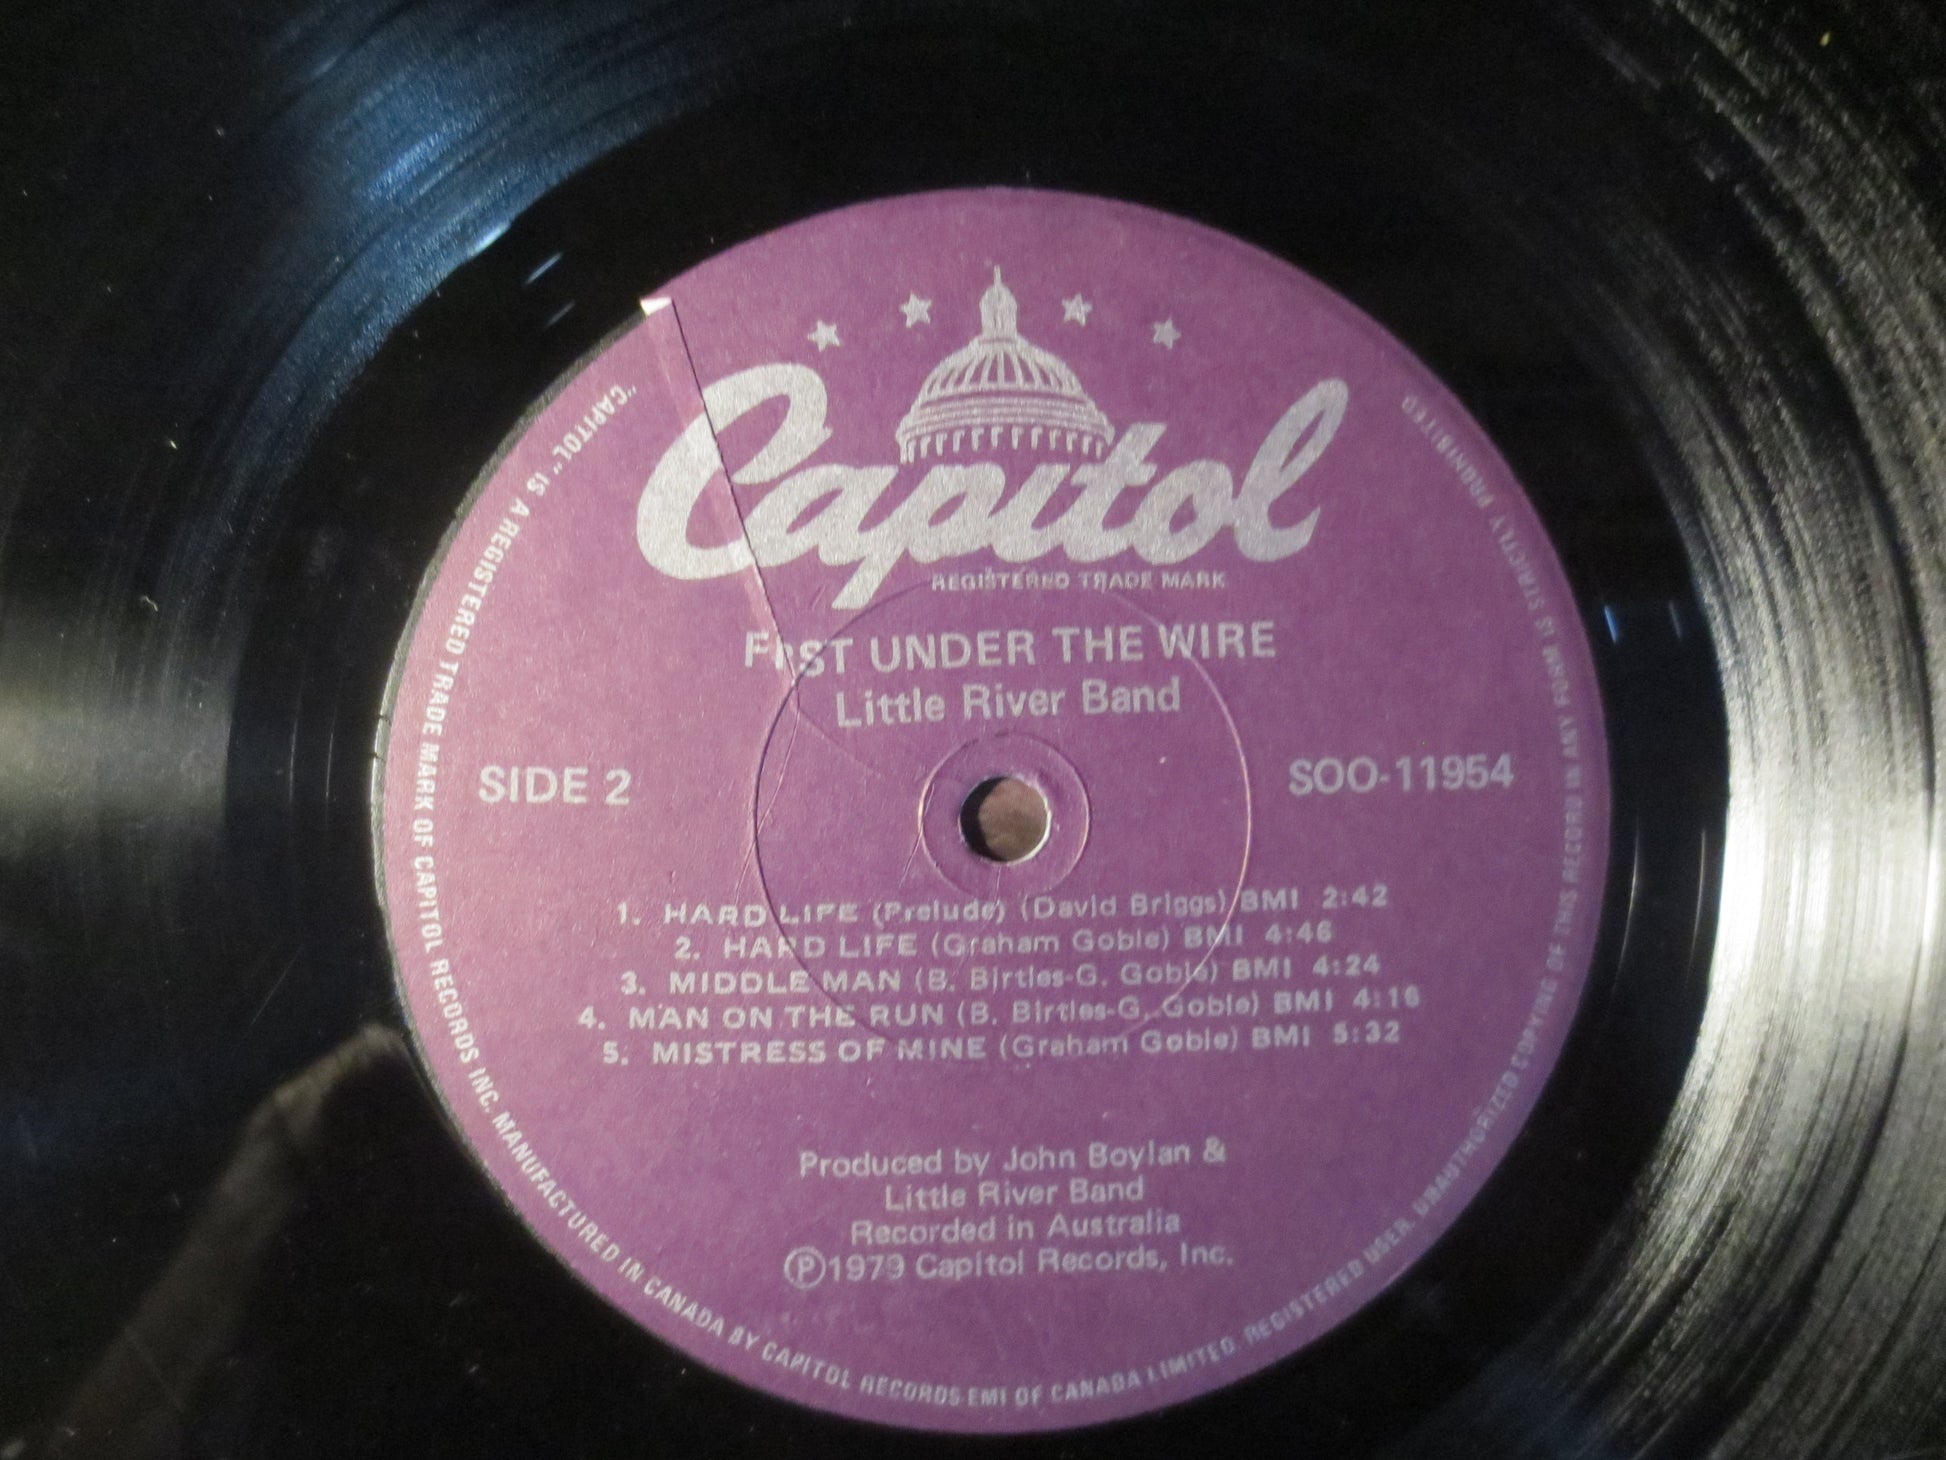 Capitol
REGISTERED TRADE MARK
FIRST UNDER THE WIRE
Little River Band
SIDE 2
SOO-11954
1. HARD LIFE (Prelude) (David Briggs) BMI 2:42
2. HARD LIFE (Graham Goble) BMI 4:46
3. MIDDLE MAN (B. Birtles-G. Goble) BMI 4:24
4. MAN ON THE RUN (B. Birtles-G. Goble) BMI 4:16
5. MISTRESS OF MINE (Graham Goble) BMI 5:32
Produced by John Boylan &
Little River Band
Recorded in Australia
Ⓟ1979 Capitol Records, Inc.
"CAPITOL" IS A REGISTERED TRADE MARK OF CAPITOL RECORDS INC. MANUFACTURED IN CANADA BY CAPITOL RECORDS-EMI OF CANADA LIMITED. REGISTERED USER. UNAUTHORIZED COPYING OF THIS RECORD IN ANY FORM IS STRICTLY PROHIBITED